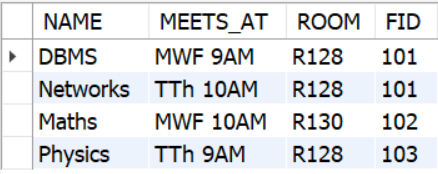 NAME MEETS_AT ROOM FID
DBMS MWF 9AM R128 101
Networks TTh 10AM R128 101
Maths MWF 10AM R130 102
Physics TTh 9AM R128 103